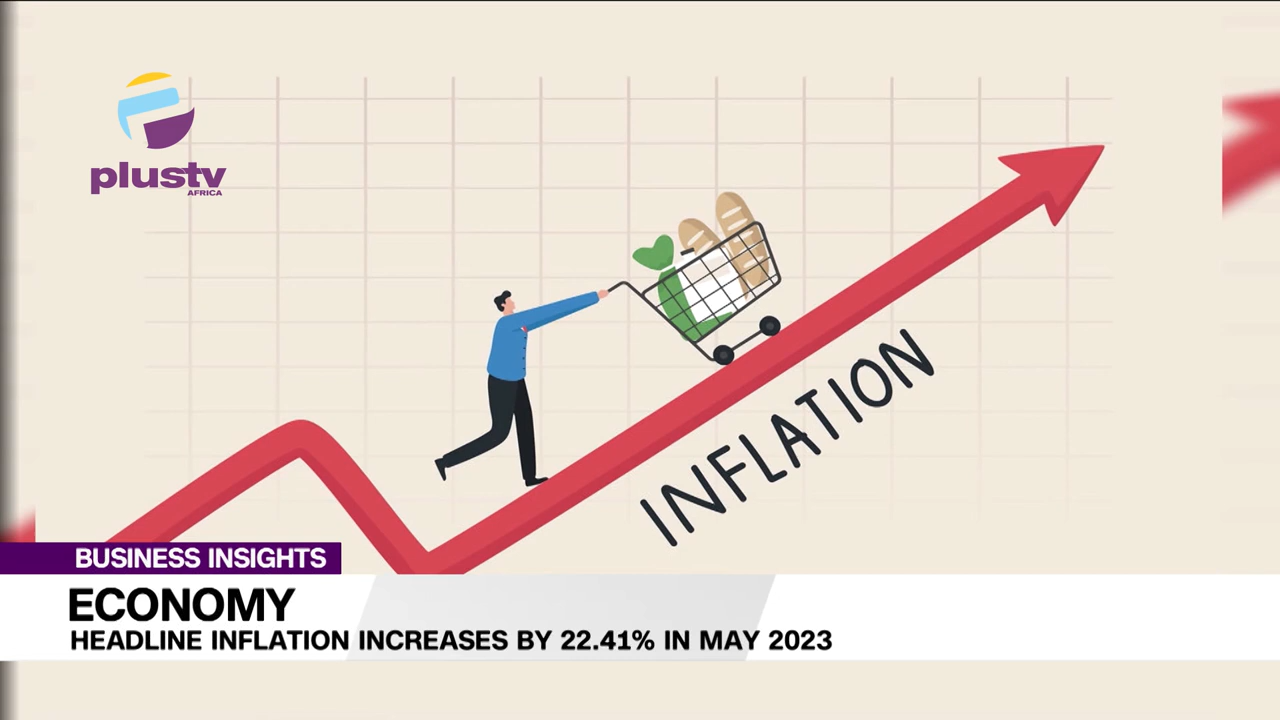 plustv
AFRICA
INFLATION
BUSINESS INSIGHTS
ECONOMY
HEADLINE INFLATION INCREASES BY 22.41% IN MAY 2023